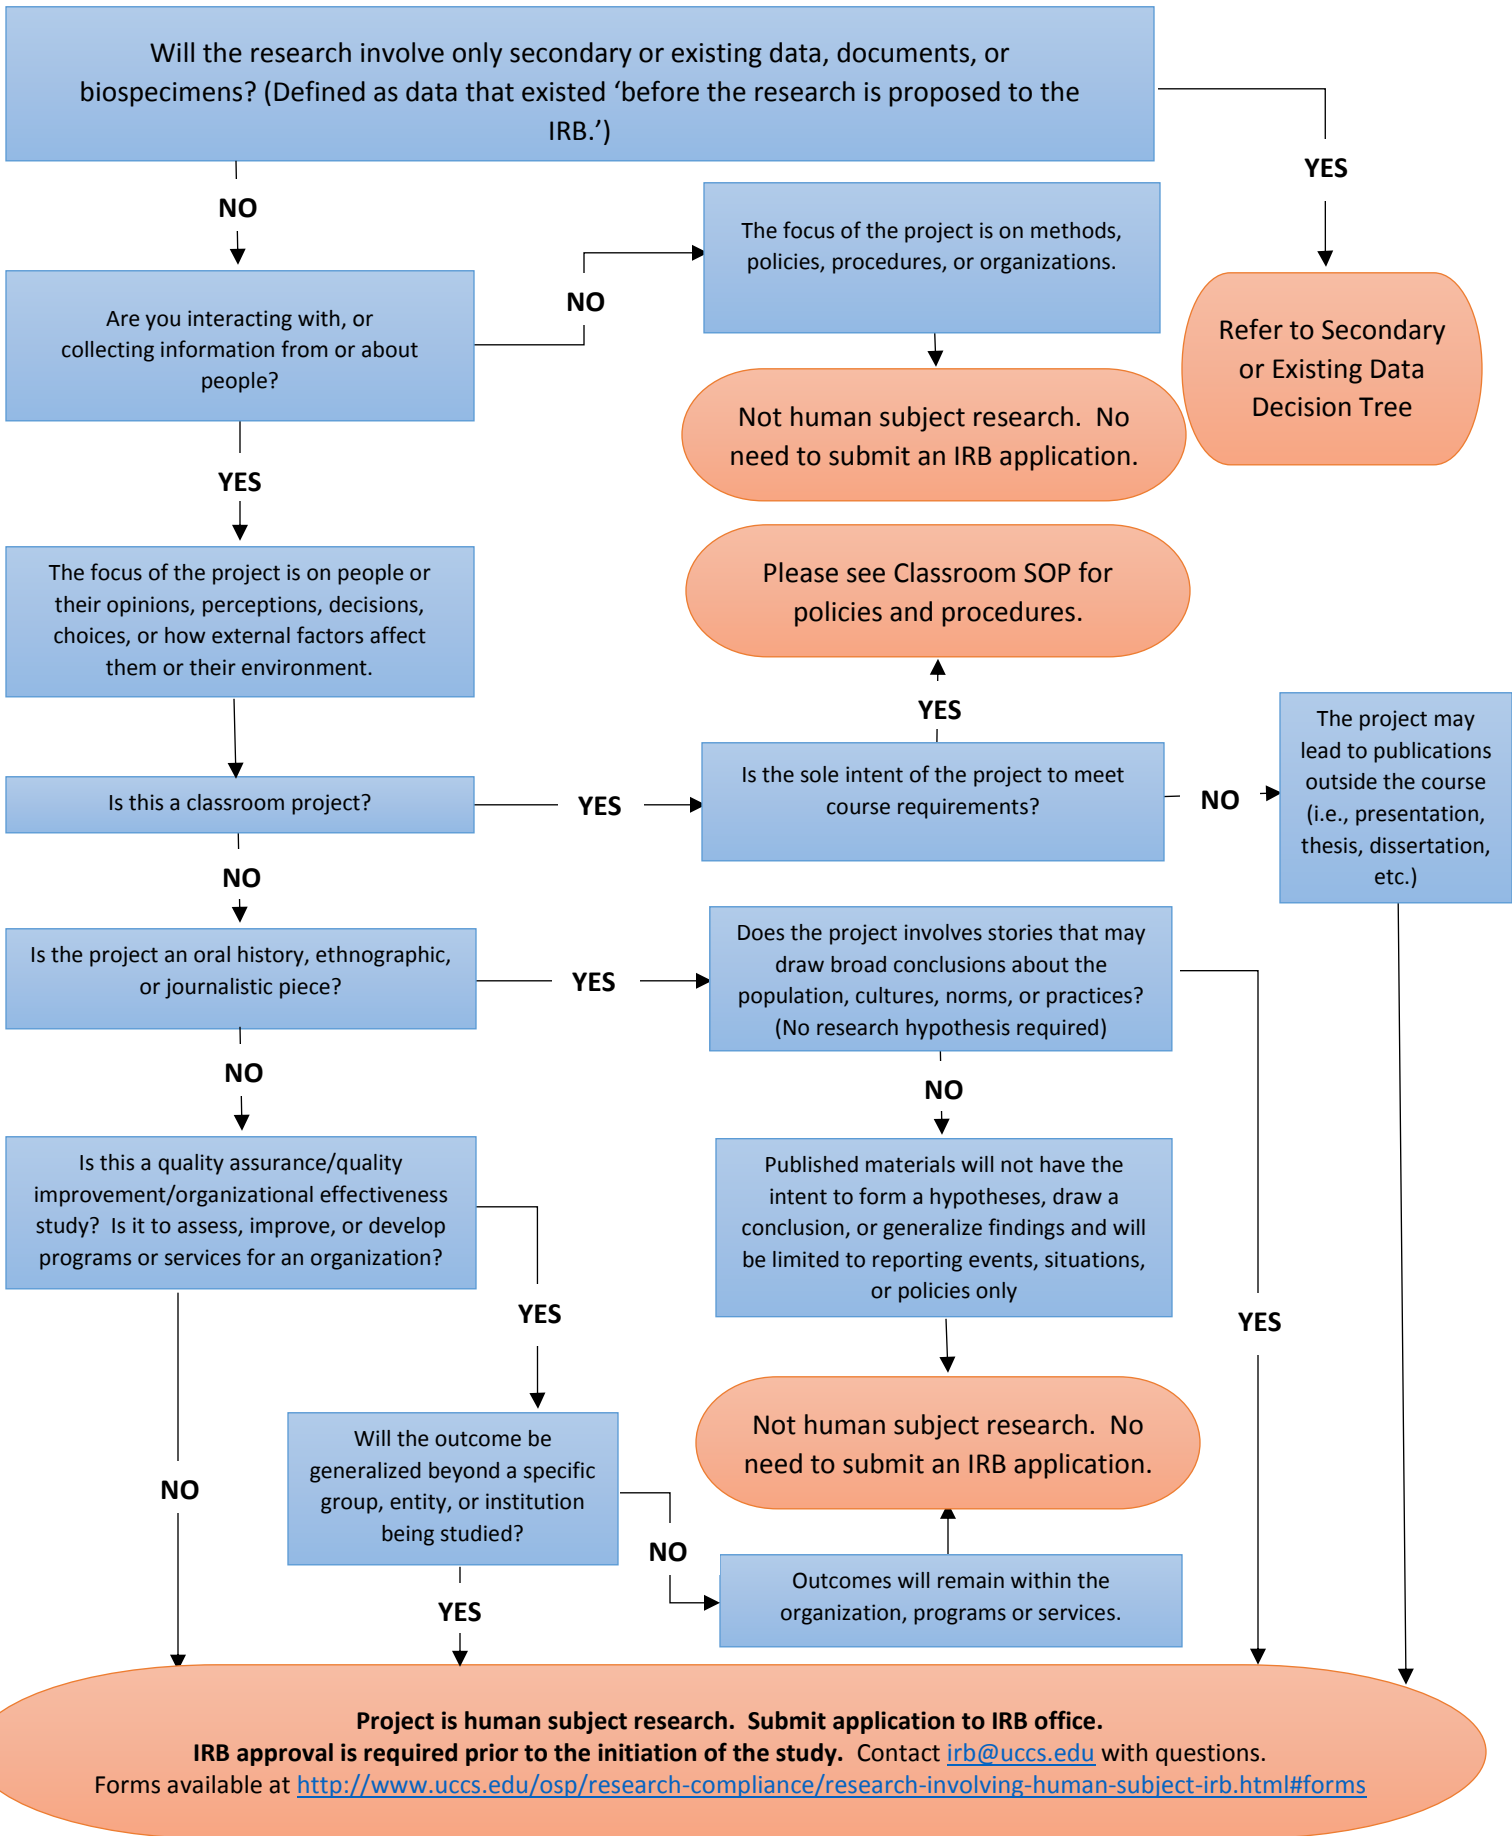 Will the research involve only secondary or existing data, documents, or
biospecimens? (Defined as data that existed ‘before the research is proposed to the
IRB.’)
YES
NO
The focus of the project is on methods,
policies, procedures, or organizations.
NO
Are you interacting with, or
collecting information from or about
people?
Refer to Secondary
or Existing Data
Decision Tree
Not human subject research.  No
need to submit an IRB application.
YES
The focus of the project is on people or
their opinions, perceptions, decisions,
choices, or how external factors affect
them or their environment.
Please see Classroom SOP for
policies and procedures.
YES
Is this a classroom project?
YES
Is the sole intent of the project to meet
course requirements?
NO
The project may
lead to publications
outside the course
(i.e., presentation,
thesis, dissertation,
etc.)
NO
Is the project an oral history, ethnographic,
or journalistic piece?
YES
Does the project involves stories that may
draw broad conclusions about the
population, cultures, norms, or practices?
(No research hypothesis required)
NO
NO
Is this a quality assurance/quality
improvement/organizational effectiveness
study?  Is it to assess, improve, or develop
programs or services for an organization?
Published materials will not have the
intent to form a hypotheses, draw a
conclusion, or generalize findings and will
be limited to reporting events, situations,
or policies only
YES
YES
Not human subject research.  No
need to submit an IRB application.
Will the outcome be
generalized beyond a specific
group, entity, or institution
being studied?
NO
NO
Outcomes will remain within the
organization, programs or services.
YES
Project is human subject research.  Submit application to IRB office.
IRB approval is required prior to the initiation of the study.  Contact irb@uccs.edu with questions.
Forms available at http://www.uccs.edu/osp/research-compliance/research-involving-human-subject-irb.html#forms